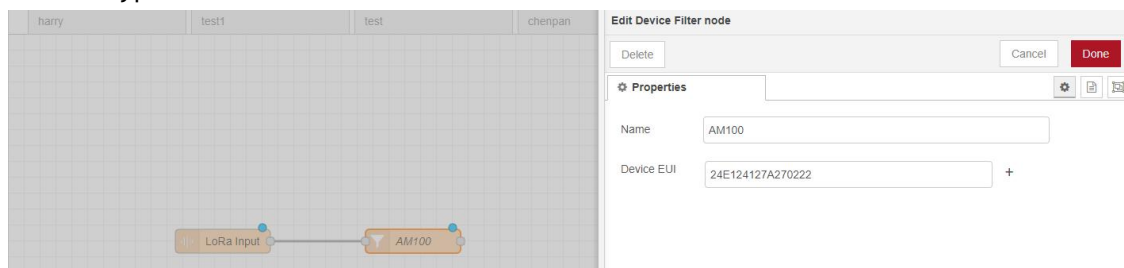 harry test1 test chenpan
LoRa Input AM100
Edit Device Filter node
Delete Cancel Done
Properties
Name AM100
Device EUI 24E124127A270222 +